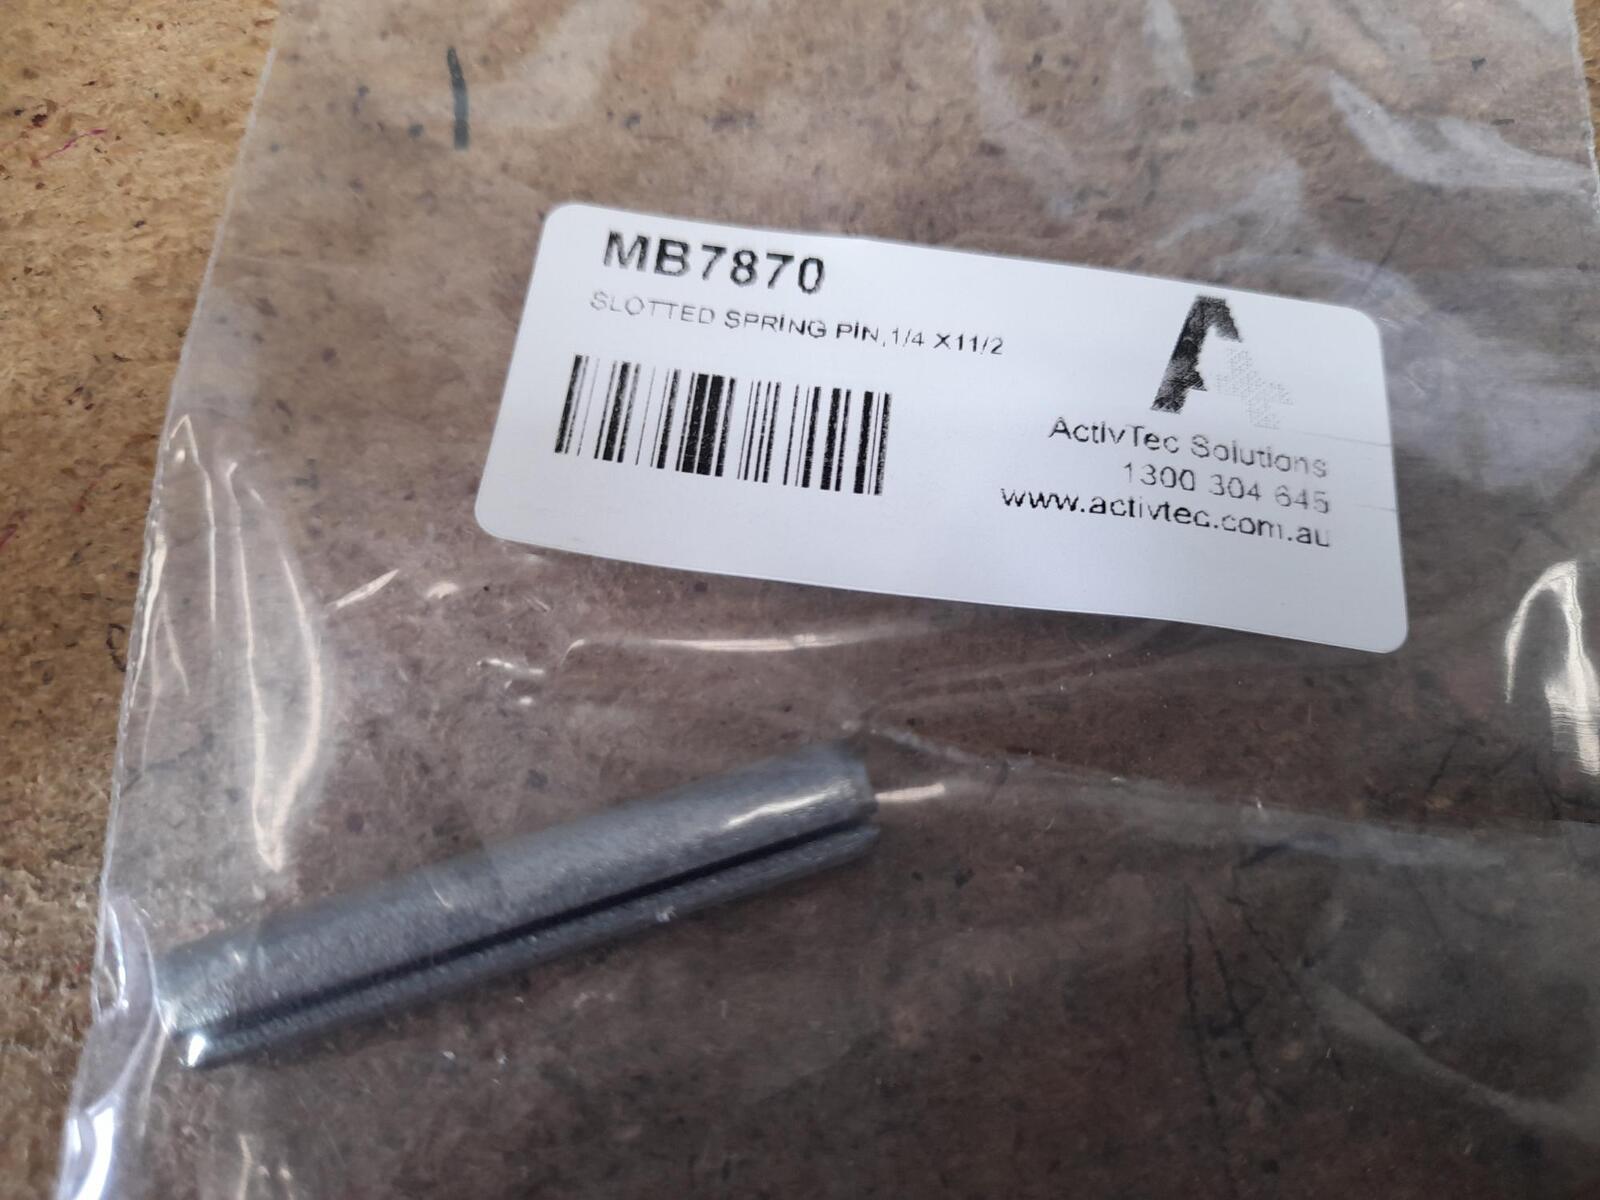 MB7870
SLOTTED SPRING PIN,1/4 X11/2
ActivTec Solutions
1300 304 645
www.activtec.com.au